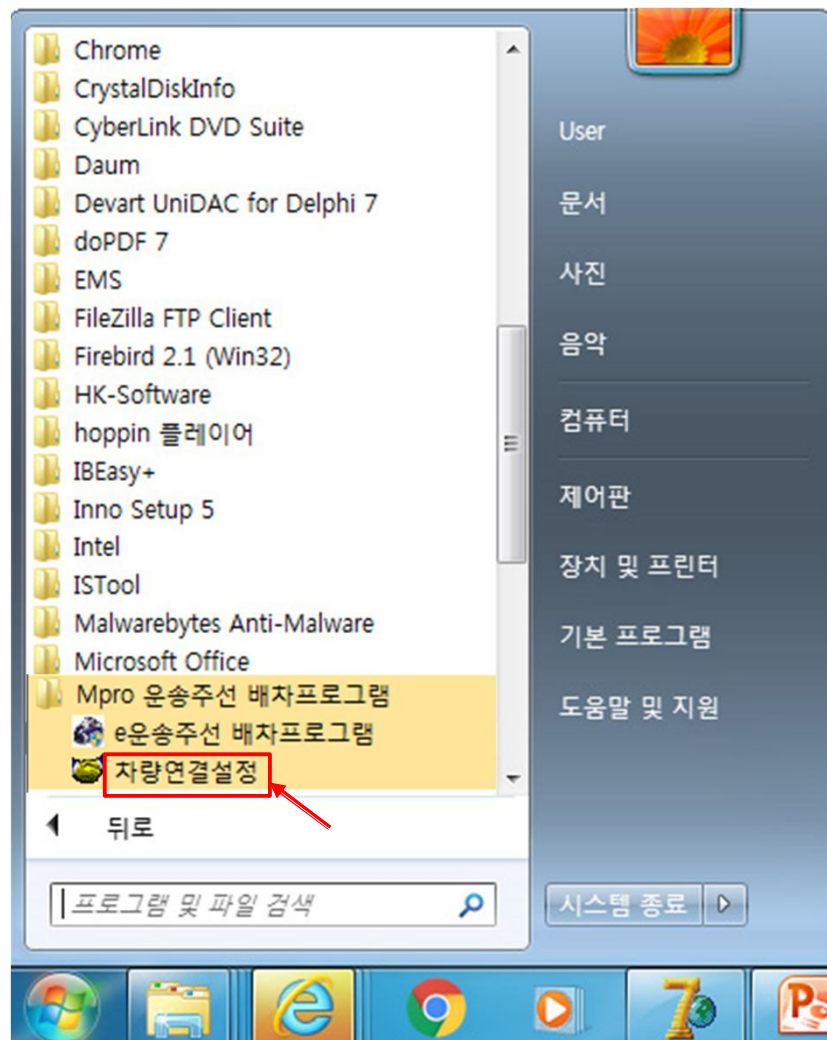 Chrome
CrystalDiskInfo
CyberLink DVD Suite
Daum
Devart UniDAC for Delphi 7
doPDF 7
EMS
FileZilla FTP Client
Firebird 2.1 (Win32)
HK-Software
hoppin 플레이어
IBEasy+
Inno Setup 5
Intel
ISTool
Malwarebytes Anti-Malware
Microsoft Office
Mpro 운송주선 배차프로그램
e운송주선 배차프로그램
차량연결설정
뒤로
프로그램 및 파일 검색
User
문서
사진
음악
컴퓨터
제어판
장치 및 프린터
기본 프로그램
도움말 및 지원
시스템 종료